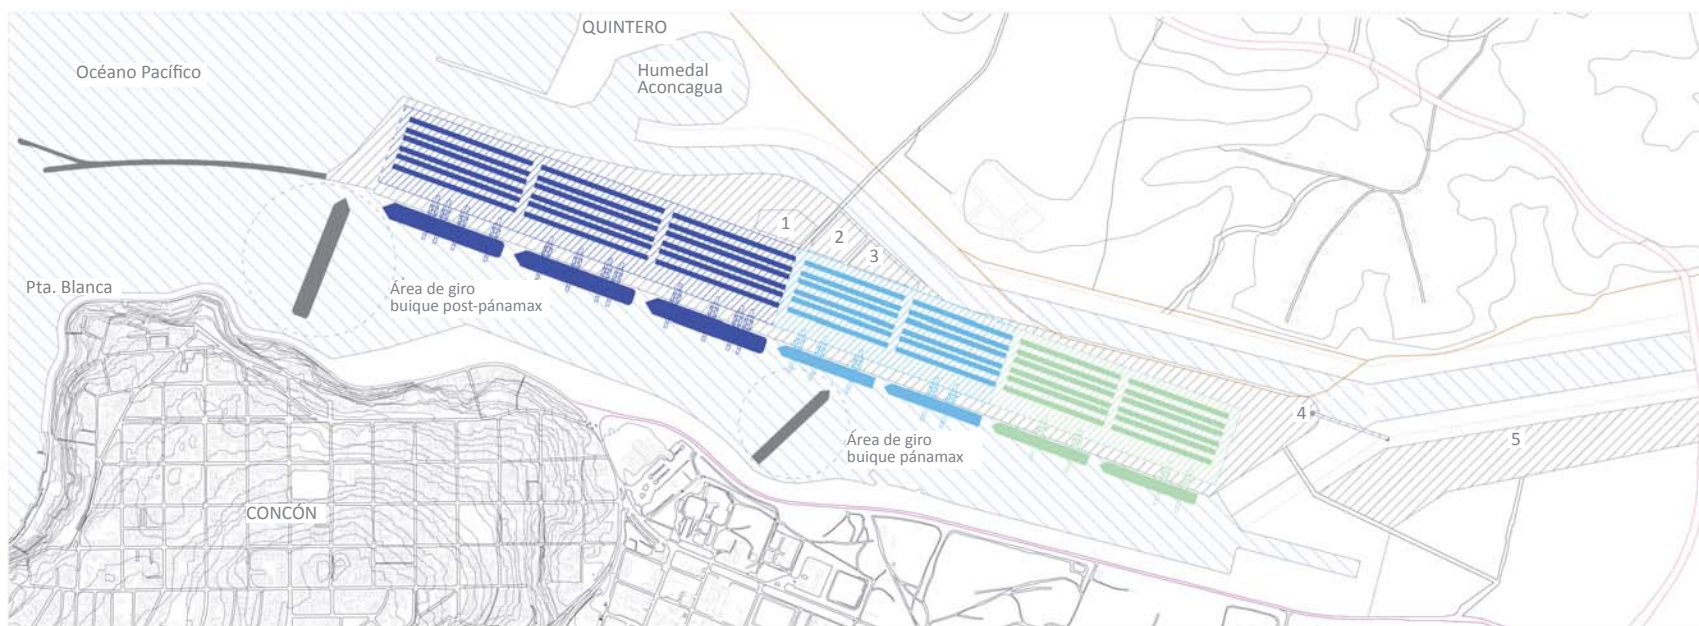 QUINTERO
Océano Pacífico
Humedal
Aconcagua
1
2
3
Pta. Blanca
Área de giro
buique post-pánamax
4
5
Área de giro
buique pánamax
CONCÓN